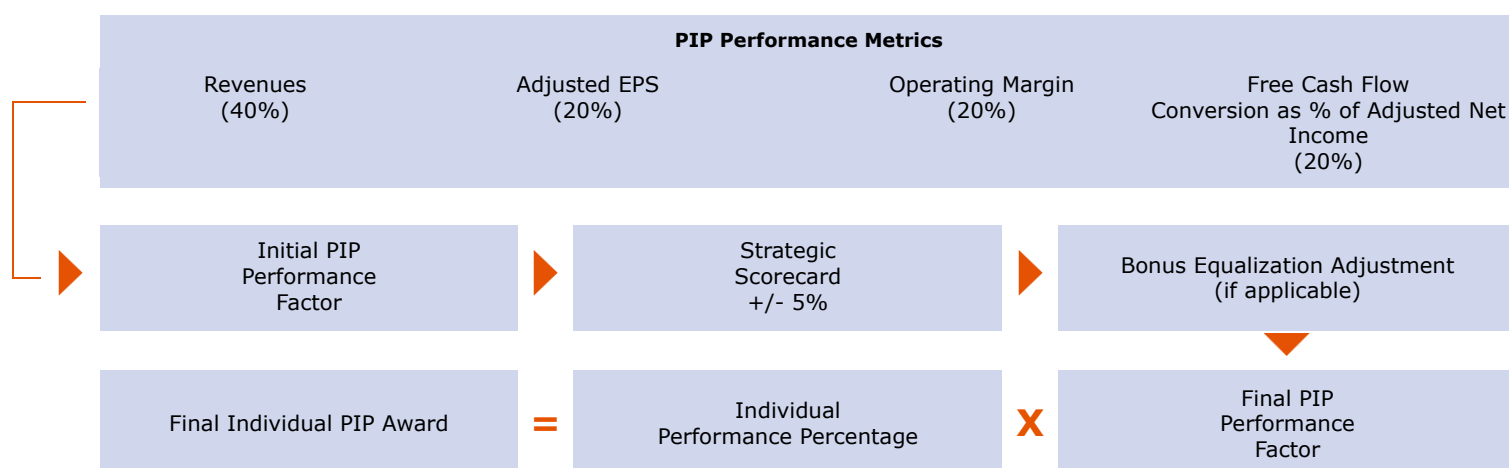 PIP Performance Metrics
Revenues
(40%)
Adjusted EPS
(20%)
Operating Margin
(20%)
Free Cash Flow
Conversion as % of Adjusted Net
Income
(20%)
Initial PIP
Performance
Factor
Strategic
Scorecard
+/- 5%
Bonus Equalization Adjustment
(if applicable)
Final Individual PIP Award
=
Individual
Performance Percentage
X
Final PIP
Performance
Factor